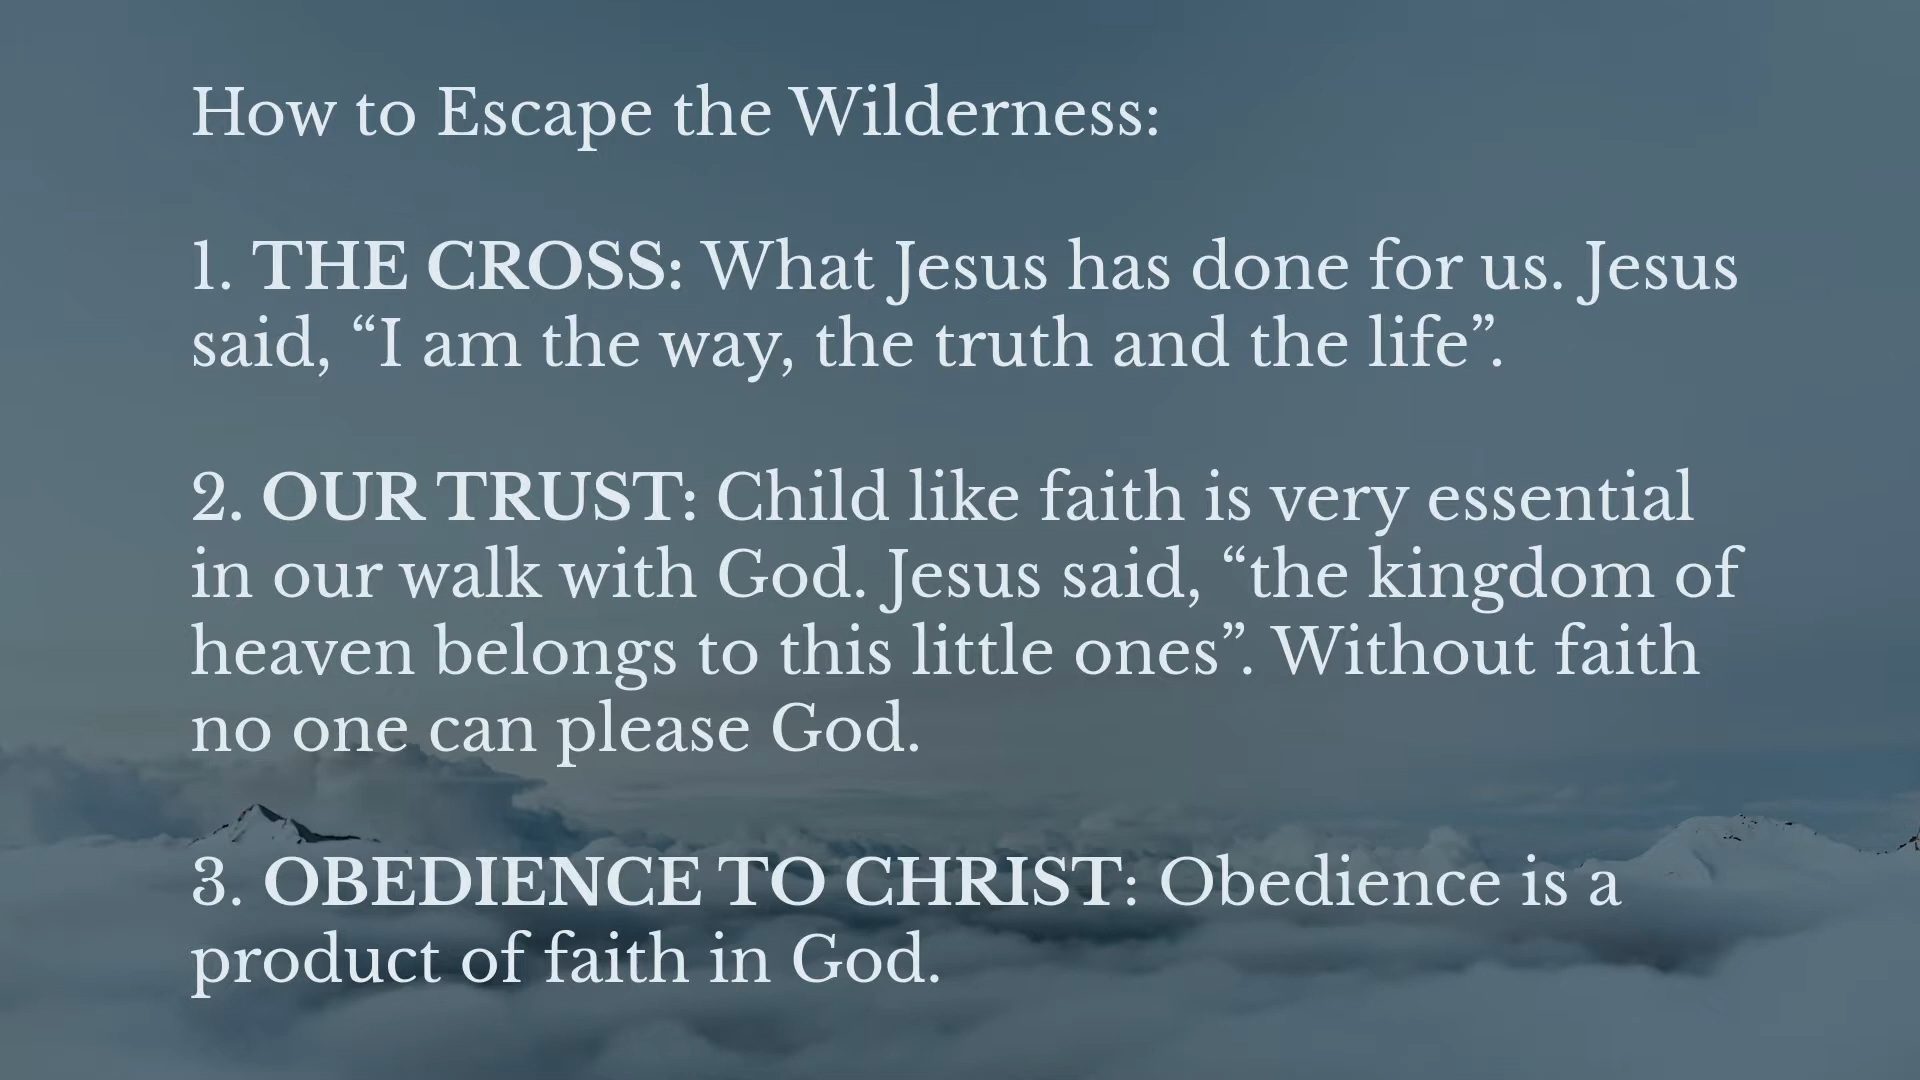 How to Escape the Wilderness:
1. THE CROSS: What Jesus has done for us. Jesus
said, “I am the way, the truth and the life”.
2. OUR TRUST: Child like faith is very essential
in our walk with God. Jesus said, “the kingdom of
heaven belongs to this little ones”. Without faith
no one can please God.
3. OBEDIENCE TO CHRIST: Obedience is a
product of faith in God.